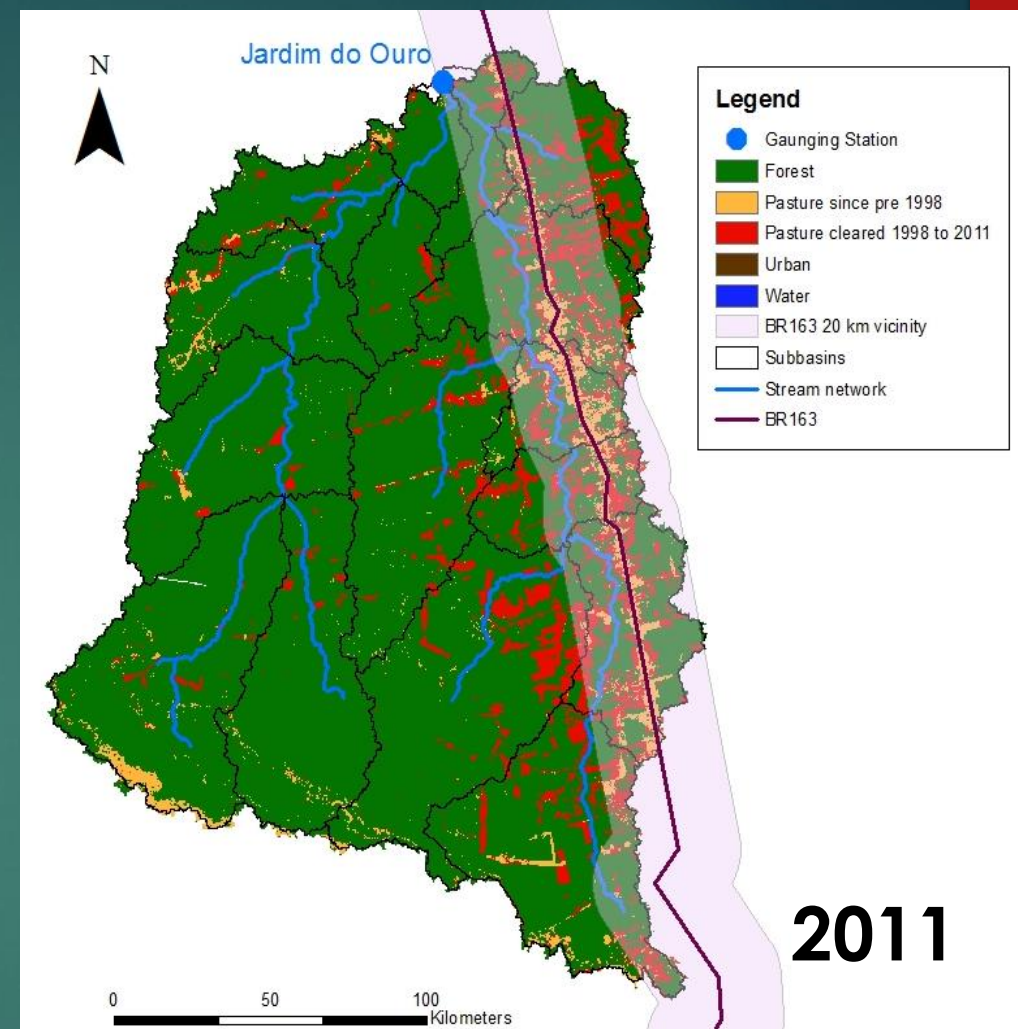 Jardim do Ouro
N
Legend
Gaunging Station
Forest
Pasture since pre 1998
Pasture cleared 1998 to 2011
Urban
Water
BR163 20 km vicinity
Subbasins
Stream network
BR163
2011
0 50 100
Kilometers